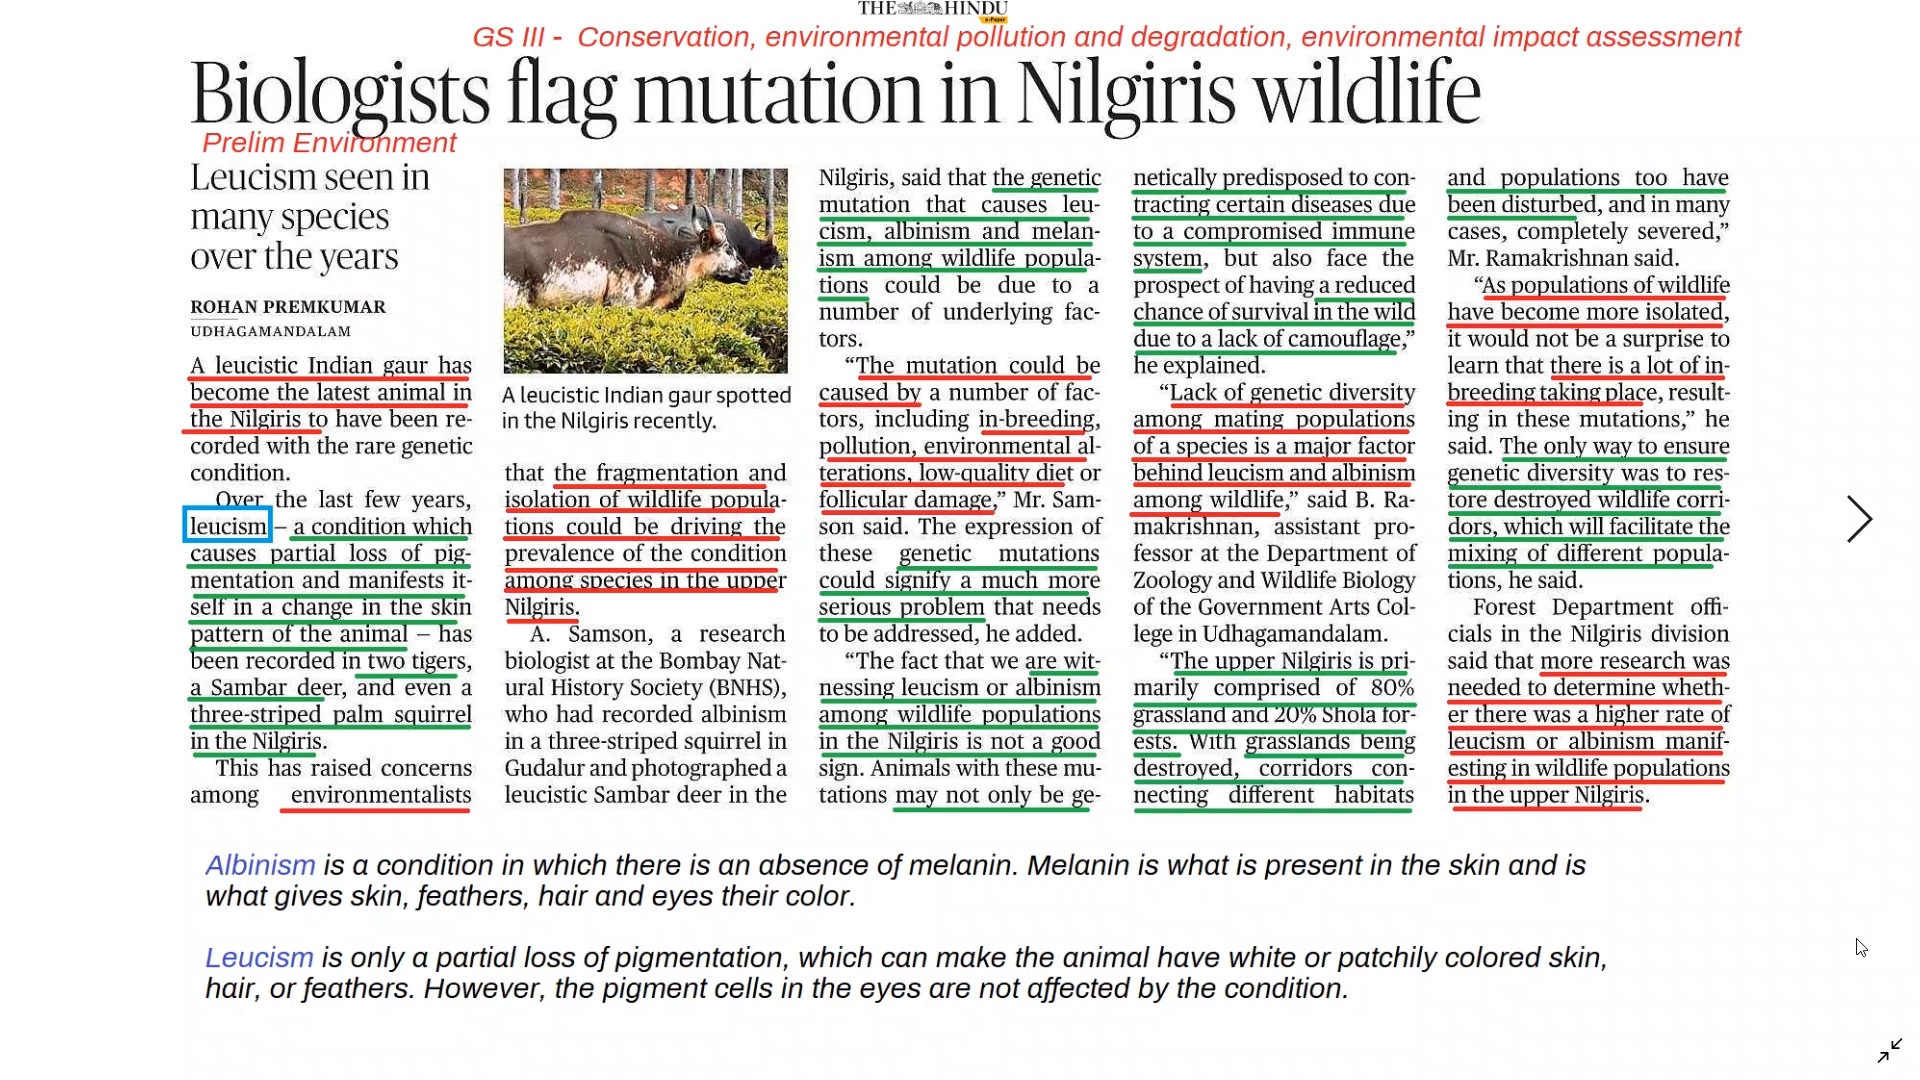 THE HINDU
e-Paper
GS III - Conservation, environmental pollution and degradation, environmental impact assessment
Biologists flag mutation in Nilgiris wildlife
Prelim Environment
Leucism seen in
many species
over the years
ROHAN PREMKUMAR
UDHAGAMANDALAM
A leucistic Indian gaur has
become the latest animal in
the Nilgiris to have been re-
corded with the rare genetic
condition.
Over the last few years,
leucism – a condition which
causes partial loss of pig-
mentation and manifests it-
self in a change in the skin
pattern of the animal – has
been recorded in two tigers,
a Sambar deer, and even a
three-striped palm squirrel
in the Nilgiris.
This has raised concerns
among environmentalists
A leucistic Indian gaur spotted
in the Nilgiris recently.
that the fragmentation and
isolation of wildlife popula-
tions could be driving the
prevalence of the condition
among species in the upper
Nilgiris.
A. Samson, a research
biologist at the Bombay Nat-
ural History Society (BNHS),
who had recorded albinism
in a three-striped squirrel in
Gudalur and photographed a
leucistic Sambar deer in the
Nilgiris, said that the genetic
mutation that causes leu-
cism, albinism and melan-
ism among wildlife popula-
tions could be due to a
number of underlying fac-
tors.
“The mutation could be
caused by a number of fac-
tors, including in-breeding,
pollution, environmental al-
terations, low-quality diet or
follicular damage,” Mr. Sam-
son said. The expression of
these genetic mutations
could signify a much more
serious problem that needs
to be addressed, he added.
“The fact that we are wit-
nessing leucism or albinism
among wildlife populations
in the Nilgiris is not a good
sign. Animals with these mu-
tations may not only be ge-
netically predisposed to con-
tracting certain diseases due
to a compromised immune
system, but also face the
prospect of having a reduced
chance of survival in the wild
due to a lack of camouflage,”
he explained.
“Lack of genetic diversity
among mating populations
of a species is a major factor
behind leucism and albinism
among wildlife,” said B. Ra-
makrishnan, assistant pro-
fessor at the Department of
Zoology and Wildlife Biology
of the Government Arts Col-
lege in Udhagamandalam.
“The upper Nilgiris is pri-
marily comprised of 80%
grassland and 20% Shola for-
ests. With grasslands being
destroyed, corridors con-
necting different habitats
and populations too have
been disturbed, and in many
cases, completely severed,”
Mr. Ramakrishnan said.
“As populations of wildlife
have become more isolated,
it would not be a surprise to
learn that there is a lot of in-
breeding taking place, result-
ing in these mutations,” he
said. The only way to ensure
genetic diversity was to res-
tore destroyed wildlife corri-
dors, which will facilitate the
mixing of different popula-
tions, he said.
Forest Department offi-
cials in the Nilgiris division
said that more research was
needed to determine wheth-
er there was a higher rate of
leucism or albinism manif-
esting in wildlife populations
in the upper Nilgiris.
Albinism is a condition in which there is an absence of melanin. Melanin is what is present in the skin and is
what gives skin, feathers, hair and eyes their color.
Leucism is only a partial loss of pigmentation, which can make the animal have white or patchily colored skin,
hair, or feathers. However, the pigment cells in the eyes are not affected by the condition.